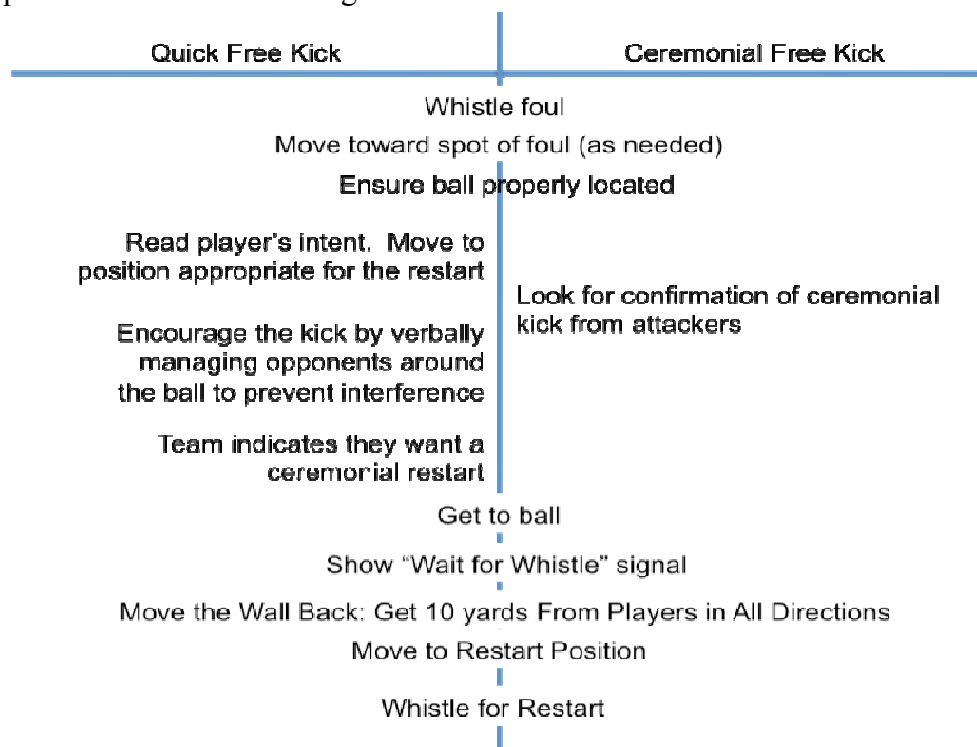 Quick Free Kick
Ceremonial Free Kick
Whistle foul
Move toward spot of foul (as needed)
Ensure ball properly located
Read player's intent.  Move to
position appropriate for the restart
Look for confirmation of ceremonial
kick from attackers
Encourage the kick by verbally
managing opponents around
the ball to prevent interference
Team indicates they want a
ceremonial restart
Get to ball
Show “Wait for Whistle” signal
Move the Wall Back: Get 10 yards From Players in All Directions
Move to Restart Position
Whistle for Restart